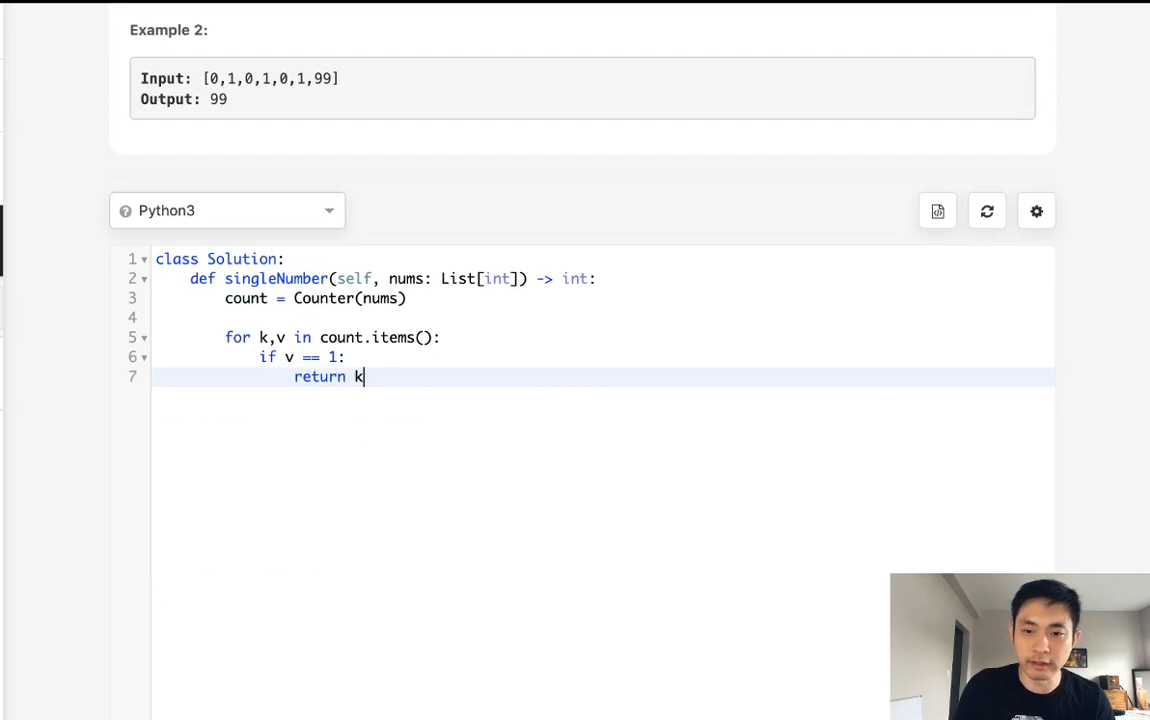 Example 2:
Input: [0,1,0,1,0,1,99]
Output: 99
Python3
1 class Solution:
2 def singleNumber(self, nums: List[int]) -> int:
3 count = Counter(nums)
4
5 for k,v in count.items():
6 if v == 1:
7 return k